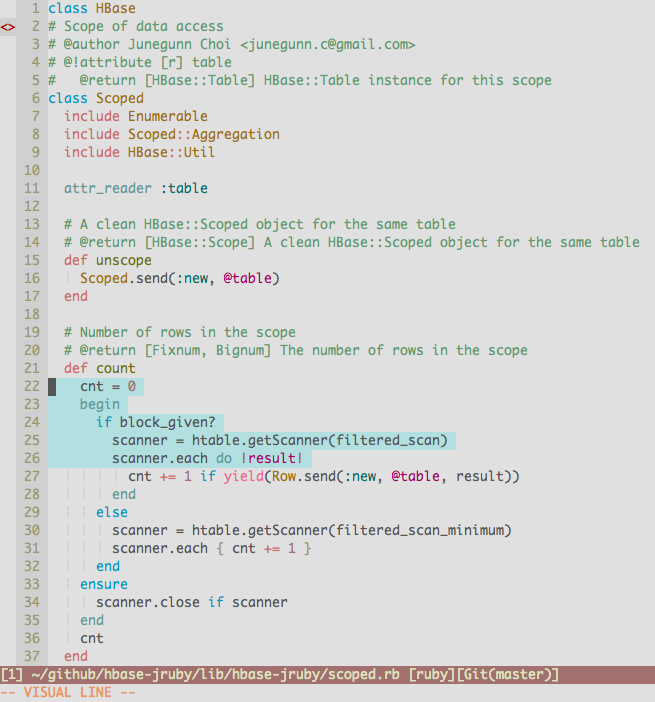 1 class HBase
<> 2 # Scope of data access
3 # @author Junegunn Choi <junegunn.c@gmail.com>
4 # @!attribute [r] table
5 #   @return [HBase::Table] HBase::Table instance for this scope
6 class Scoped
7   include Enumerable
8   include Scoped::Aggregation
9   include HBase::Util
10
11   attr_reader :table
12
13   # A clean HBase::Scoped object for the same table
14   # @return [HBase::Scope] A clean HBase::Scoped object for the same table
15   def unscope
16   ¦ Scoped.send(:new, @table)
17   end
18
19   # Number of rows in the scope
20   # @return [Fixnum, Bignum] The number of rows in the scope
21   def count
22     cnt = 0
23     begin
24       if block_given?
25         scanner = htable.getScanner(filtered_scan)
26         scanner.each do |result|
27   ¦ ¦ ¦ ¦ cnt += 1 if yield(Row.send(:new, @table, result))
28   ¦ ¦ ¦ end
29   ¦ ¦ else
30   ¦ ¦ ¦ scanner = htable.getScanner(filtered_scan_minimum)
31   ¦ ¦ ¦ scanner.each { cnt += 1 }
32   ¦ ¦ end
33   ¦ ensure
34   ¦ ¦ scanner.close if scanner
35   ¦ end
36   ¦ cnt
37   end
[1] ~/github/hbase-jruby/lib/hbase-jruby/scoped.rb [ruby][Git(master)]
-- VISUAL LINE --